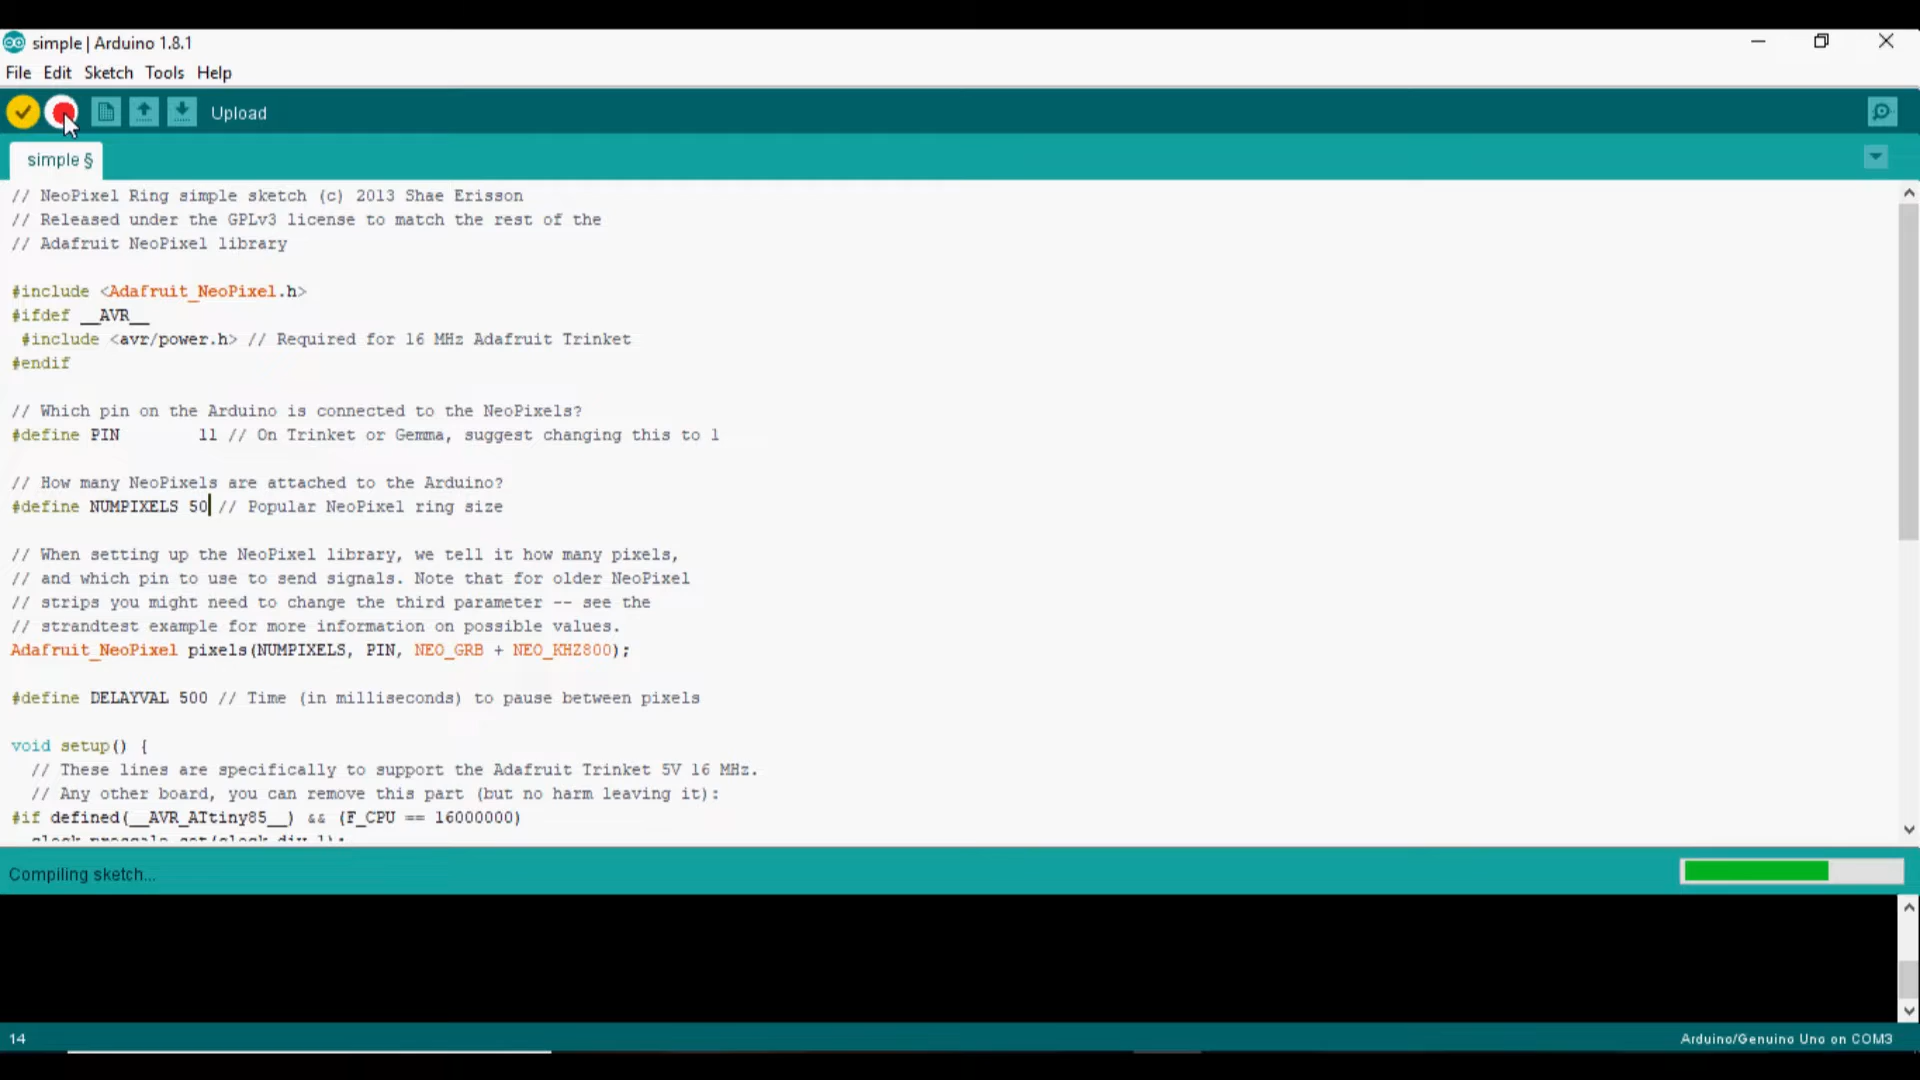 simple | Arduino 1.8.1
File Edit Sketch Tools Help
Upload
simple §
// NeoPixel Ring simple sketch (c) 2013 Shae Erisson
// Released under the GPLv3 license to match the rest of the
// Adafruit NeoPixel library
#include <Adafruit_NeoPixel.h>
#ifdef __AVR__
#include <avr/power.h> // Required for 16 MHz Adafruit Trinket
#endif
// Which pin on the Arduino is connected to the NeoPixels?
#define PIN 11 // On Trinket or Gemma, suggest changing this to 1
// How many NeoPixels are attached to the Arduino?
#define NUMPIXELS 50 // Popular NeoPixel ring size
// When setting up the NeoPixel library, we tell it how many pixels,
// and which pin to use to send signals. Note that for older NeoPixel
// strips you might need to change the third parameter -- see the
// strandtest example for more information on possible values.
Adafruit_NeoPixel pixels(NUMPIXELS, PIN, NEO_GRB + NEO_KHZ800);
#define DELAYVAL 500 // Time (in milliseconds) to pause between pixels
void setup() {
// These lines are specifically to support the Adafruit Trinket 5V 16 MHz.
// Any other board, you can remove this part (but no harm leaving it):
#if defined(__AVR_ATtiny85__) && (F_CPU == 16000000)
Compiling sketch...
14
Arduino/Genuino Uno on COM3